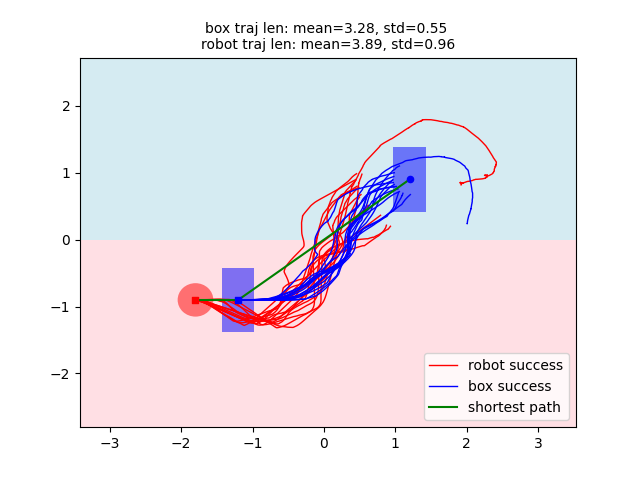 box traj len: mean=3.28, std=0.55
robot traj len: mean=3.89, std=0.96
2
1
0
−1
−2
−3
−2
−1
0
1
2
3
robot success
box success
shortest path